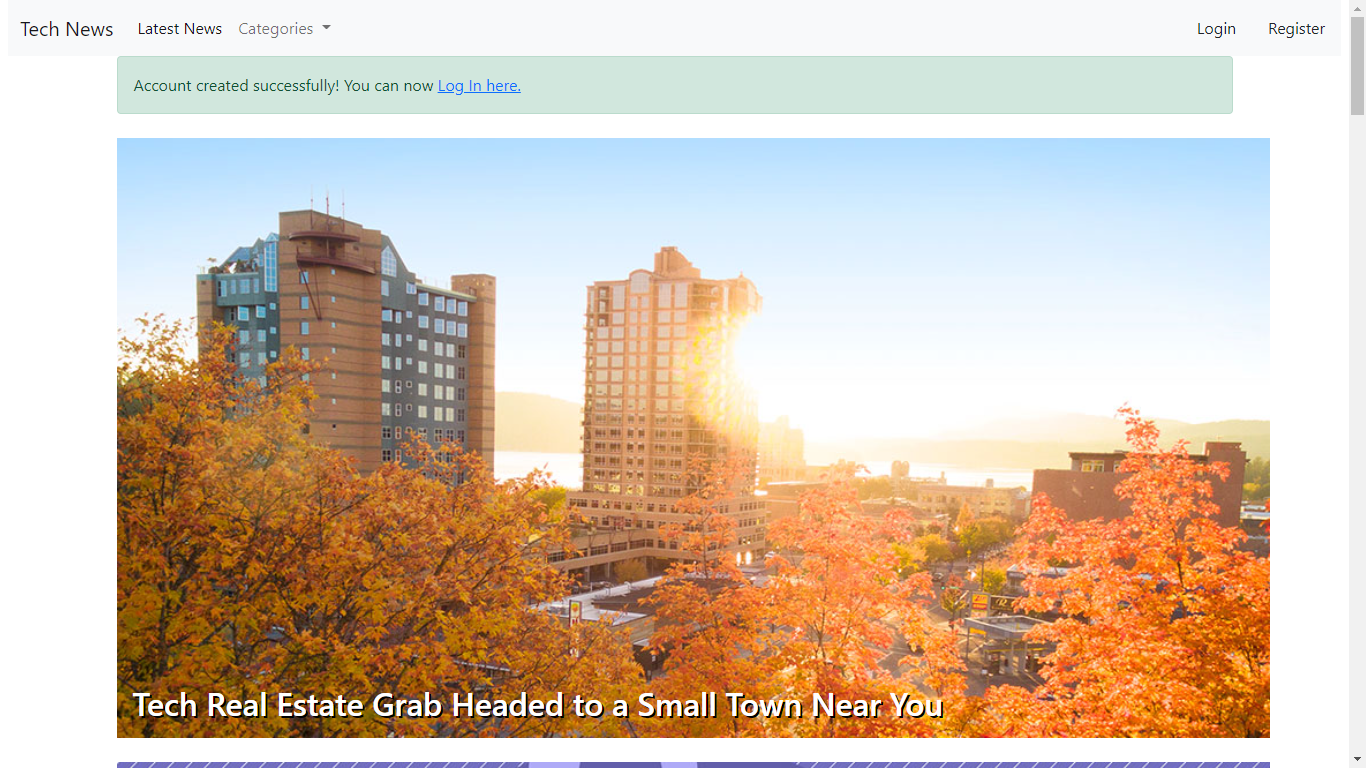 Tech News Latest News Categories Login Register
Account created successfully! You can now Log In here.
Tech Real Estate Grab Headed to a Small Town Near You